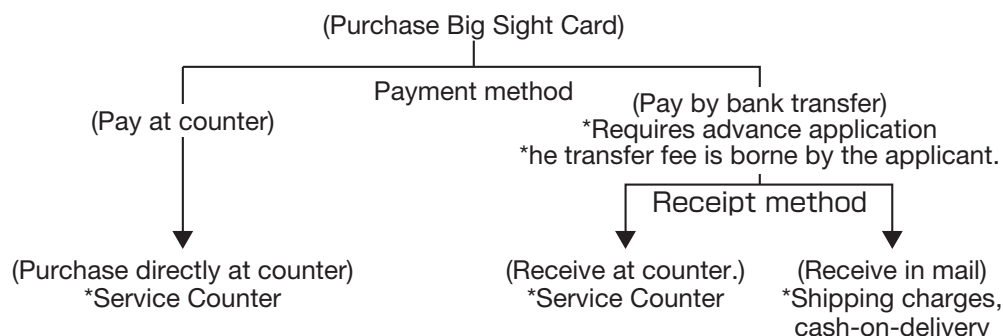 (Purchase Big Sight Card)
Payment method
(Pay at counter)
(Pay by bank transfer)
*Requires advance application
*he transfer fee is borne by the applicant.
Receipt method
(Purchase directly at counter)
*Service Counter
(Receive at counter.)
*Service Counter
(Receive in mail)
*Shipping charges,
cash-on-delivery